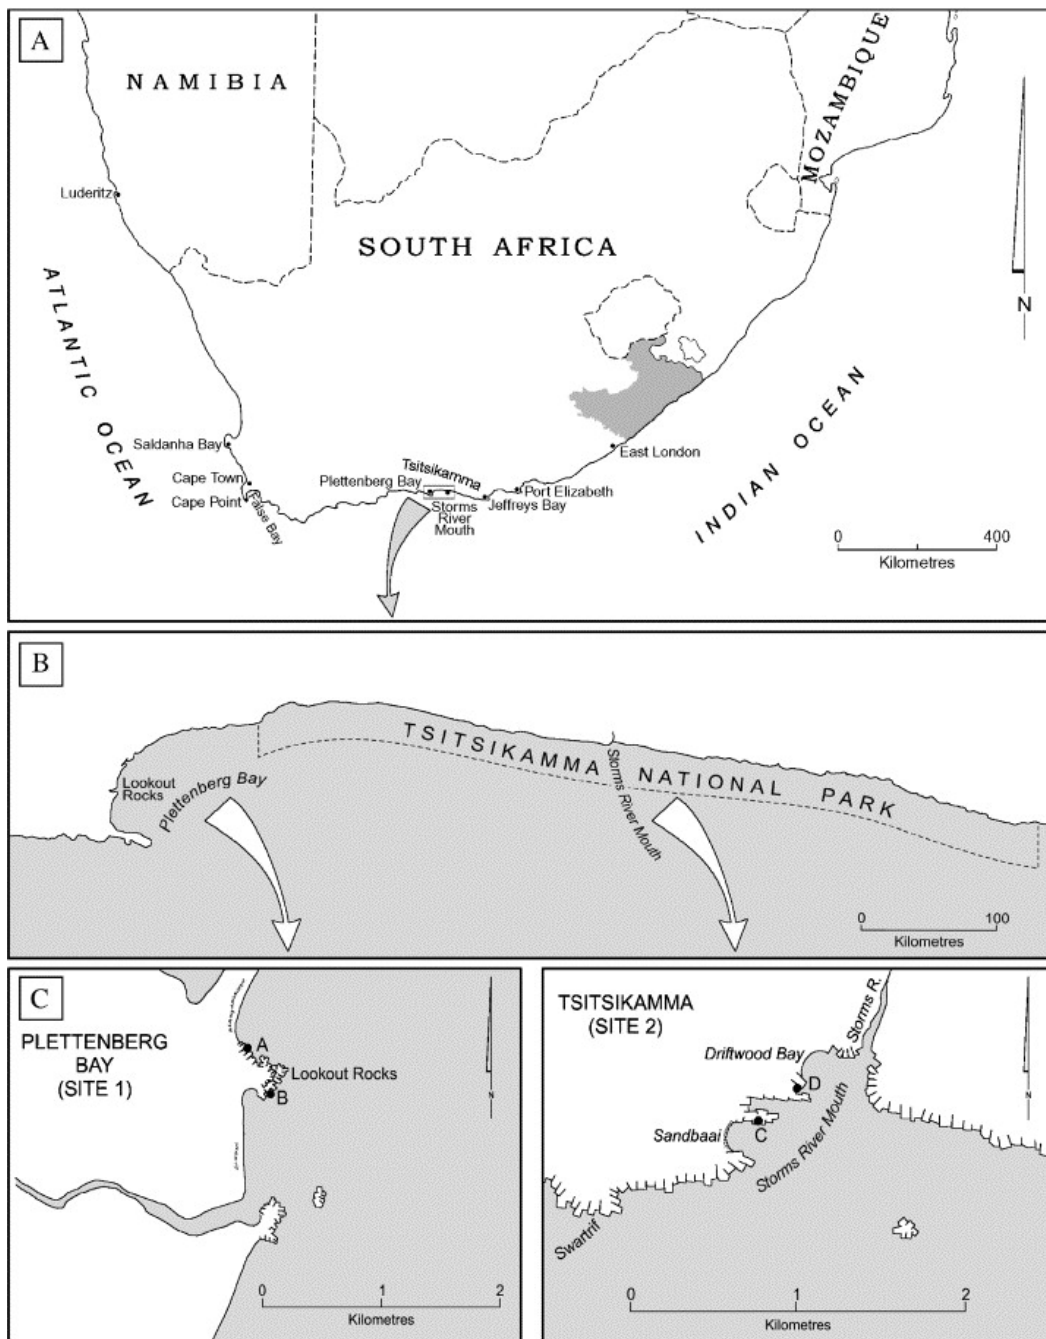 A
NAMIBIA
MOZAMBIQUE
Luderitz
SOUTH AFRICA
N
ATLANTIC OCEAN
INDIAN OCEAN
Saldanha Bay
East London
Cape Town
Tsitsikamma
Plettenberg Bay
Port Elizabeth
Cape Point
False Bay
Storms
River
Mouth
Jeffreys Bay
0 400
Kilometres
B
TSITSIKAMMA NATIONAL PARK
Lookout
Rocks
Plettenberg Bay
Storms River Mouth
0 100
Kilometres
C
PLETTENBERG
BAY
(SITE 1)
A
Lookout Rocks
B
N
0 1 2
Kilometres
TSITSIKAMMA
(SITE 2)
Storms R.
Driftwood Bay
D
N
Sandbaai
C
Storms River Mouth
Swartrif
0 1 2
Kilometres